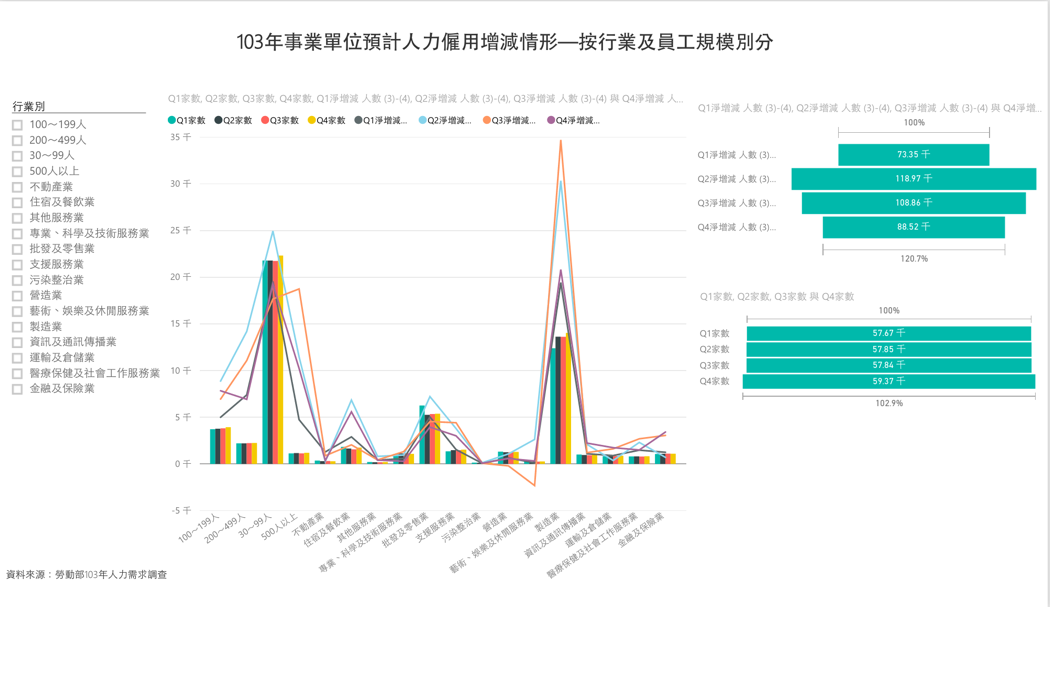 103年事業單位預計人力僱用增減情形—按行業及員工規模別分
行業別
100～199人
200～499人
30～99人
500人以上
不動產業
住宿及餐飲業
其他服務業
專業、科學及技術服務業
批發及零售業
支援服務業
污染整治業
營造業
藝術、娛樂及休閒服務業
製造業
資訊及通訊傳播業
運輸及倉儲業
醫療保健及社會工作服務業
金融及保險業
Q1家數, Q2家數, Q3家數, Q4家數, Q1淨增減 人數 (3)-(4), Q2淨增減 人數 (3)-(4), Q3淨增減 人數 (3)-(4) 與 Q4淨增減 人...
Q1家數 Q2家數 Q3家數 Q4家數 Q1淨增減... Q2淨增減... Q3淨增減... Q4淨增減...
35 千
30 千
25 千
20 千
15 千
10 千
5 千
0 千
-5 千
100～199人
200～499人
30～99人
500人以上
不動產業
住宿及餐飲業
其他服務業
專業、科學及技術服務業
批發及零售業
支援服務業
污染整治業
營造業
藝術、娛樂及休閒服務業
製造業
資訊及通訊傳播業
運輸及倉儲業
醫療保健及社會工作服務業
金融及保險業
Q1淨增減 人數 (3)-(4), Q2淨增減 人數 (3)-(4), Q3淨增減 人數 (3)-(4) 與 Q4淨增...
100%
Q1淨增減 人數 (3)... 73.35 千
Q2淨增減 人數 (3)... 118.97 千
Q3淨增減 人數 (3)... 108.86 千
Q4淨增減 人數 (3)... 88.52 千
120.7%
Q1家數, Q2家數, Q3家數 與 Q4家數
100%
Q1家數 57.67 千
Q2家數 57.85 千
Q3家數 57.84 千
Q4家數 59.37 千
102.9%
資料來源：勞動部103年人力需求調查